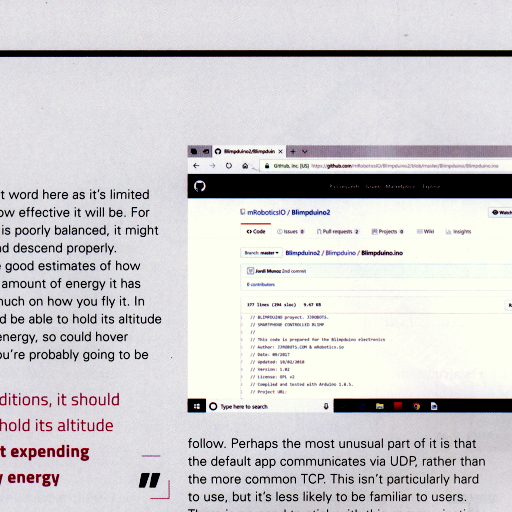 t word here as it's limited
ow effective it will be. For
is poorly balanced, it might
nd descend properly.
good estimates of how
amount of energy it has
much on how you fly it. In
d be able to hold its altitude
energy, so could hover
ou're probably going to be
ditions, it should
hold its altitude
t expending
y energy
"
Blimpduino2/Blimpduin
GitHub, Inc. [US] https://github.com/mRoboticsIO/Blimpduino2/blob/master/Blimpduino/Blimpduino.ino
mRoboticsIO / Blimpduino2
Watch
Code Issues 0 Pull requests 2 Projects 0 Wiki Insights
Branch: master Blimpduino2 / Blimpduino / Blimpduino.ino
Jordi Munoz 2nd commit
0 contributors
377 lines (294 sloc) 9.67 KB
// BLIMPDUINO project. JJROBOTS.
// SMARTPHONE CONTROLLED BLIMP
//
// This code is prepared for the Blimpduino electronics
// Author: JJROBOTS.COM & mRobotics.io
// Date: 09/2017
// Updated: 18/02/2018
// Version: 1.02
// License: GPL v2
// Compiled and tested with Arduino 1.8.5.
// Project URL:
Type here to search
follow. Perhaps the most unusual part of it is that
the default app communicates via UDP, rather than
the more common TCP. This isn't particularly hard
to use, but it's less likely to be familiar to users.